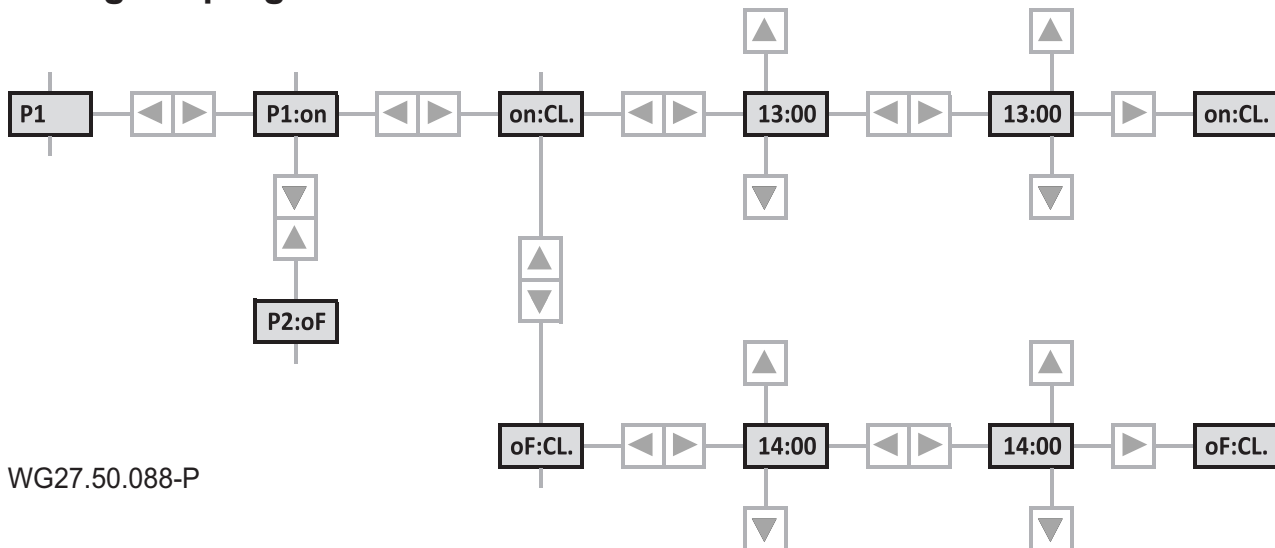 P1
P1:on
on:CL.
13:00
13:00
on:CL.
P2:oF
oF:CL.
14:00
14:00
oF:CL.
WG27.50.088-P